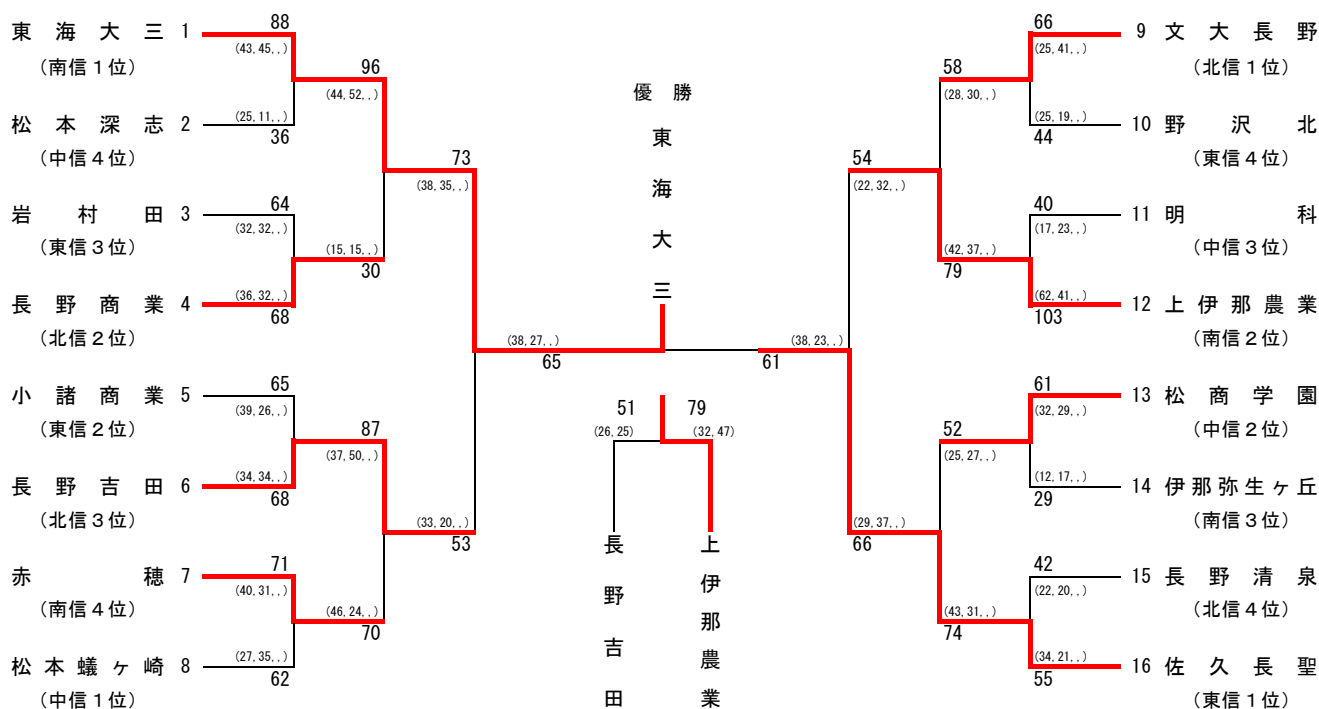 東海大三 1
(南信1位)
88
(43,45,,)
松本深志 2
(中信4位)
(25,11,,)
36
96
(44,52,,)
岩村田 3
(東信3位)
64
(32,32,,)
長野商業 4
(北信2位)
(36,32,,)
68
(15,15,,)
30
73
(38,35,,)
小諸商業 5
(東信2位)
65
(39,26,,)
長野吉田 6
(北信3位)
(34,34,,)
68
87
(37,50,,)
赤穂 7
(南信4位)
71
(40,31,,)
松本蟻ヶ崎 8
(中信1位)
(27,35,,)
62
(46,24,,)
70
(33,20,,)
53
(38,27,,)
65
優勝
東海大三
(38,23,,)
61
51
(26,25)
79
(32,47)
長野吉田
上伊那農業
66
(25,41,,)
9 文大長野
(北信1位)
(25,19,,)
44
10 野沢北
(東信4位)
58
(28,30,,)
40
(17,23,,)
11 明科
(中信3位)
(62,41,,)
103
12 上伊那農業
(南信2位)
(42,37,,)
79
54
(22,32,,)
61
(32,29,,)
13 松商学園
(中信2位)
(12,17,,)
29
14 伊那弥生ヶ丘
(南信3位)
52
(25,27,,)
42
(22,20,,)
15 長野清泉
(北信4位)
(34,21,,)
55
16 佐久長聖
(東信1位)
(43,31,,)
74
(29,37,,)
66